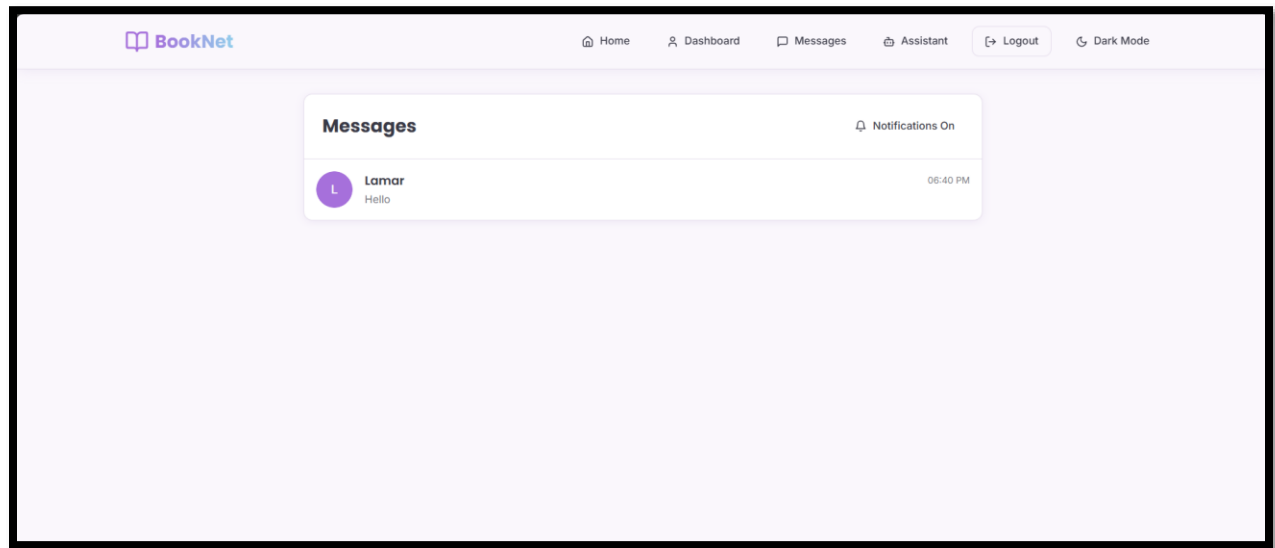 BookNet
Home Dashboard Messages Assistant Logout Dark Mode
Messages
Notifications On
L
Lamar
06:40 PM
Hello